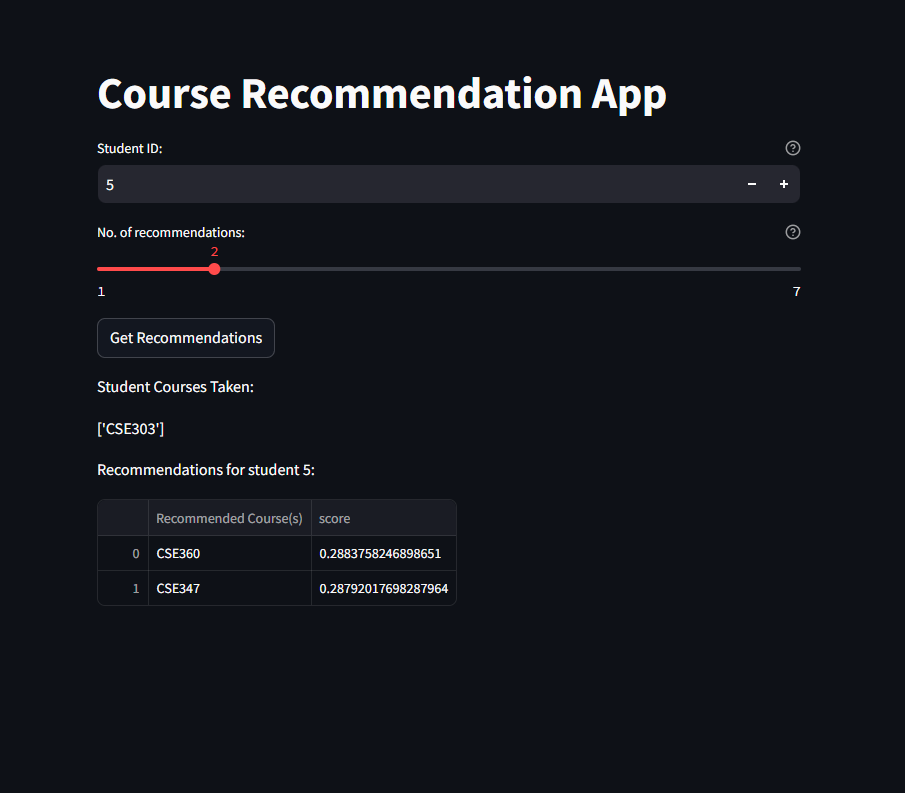 Course Recommendation App
Student ID:
5
No. of recommendations:
2
1 7
Get Recommendations
Student Courses Taken:
['CSE303']
Recommendations for student 5:
Recommended Course(s) score
0 CSE360 0.2883758246898651
1 CSE347 0.28792017698287964